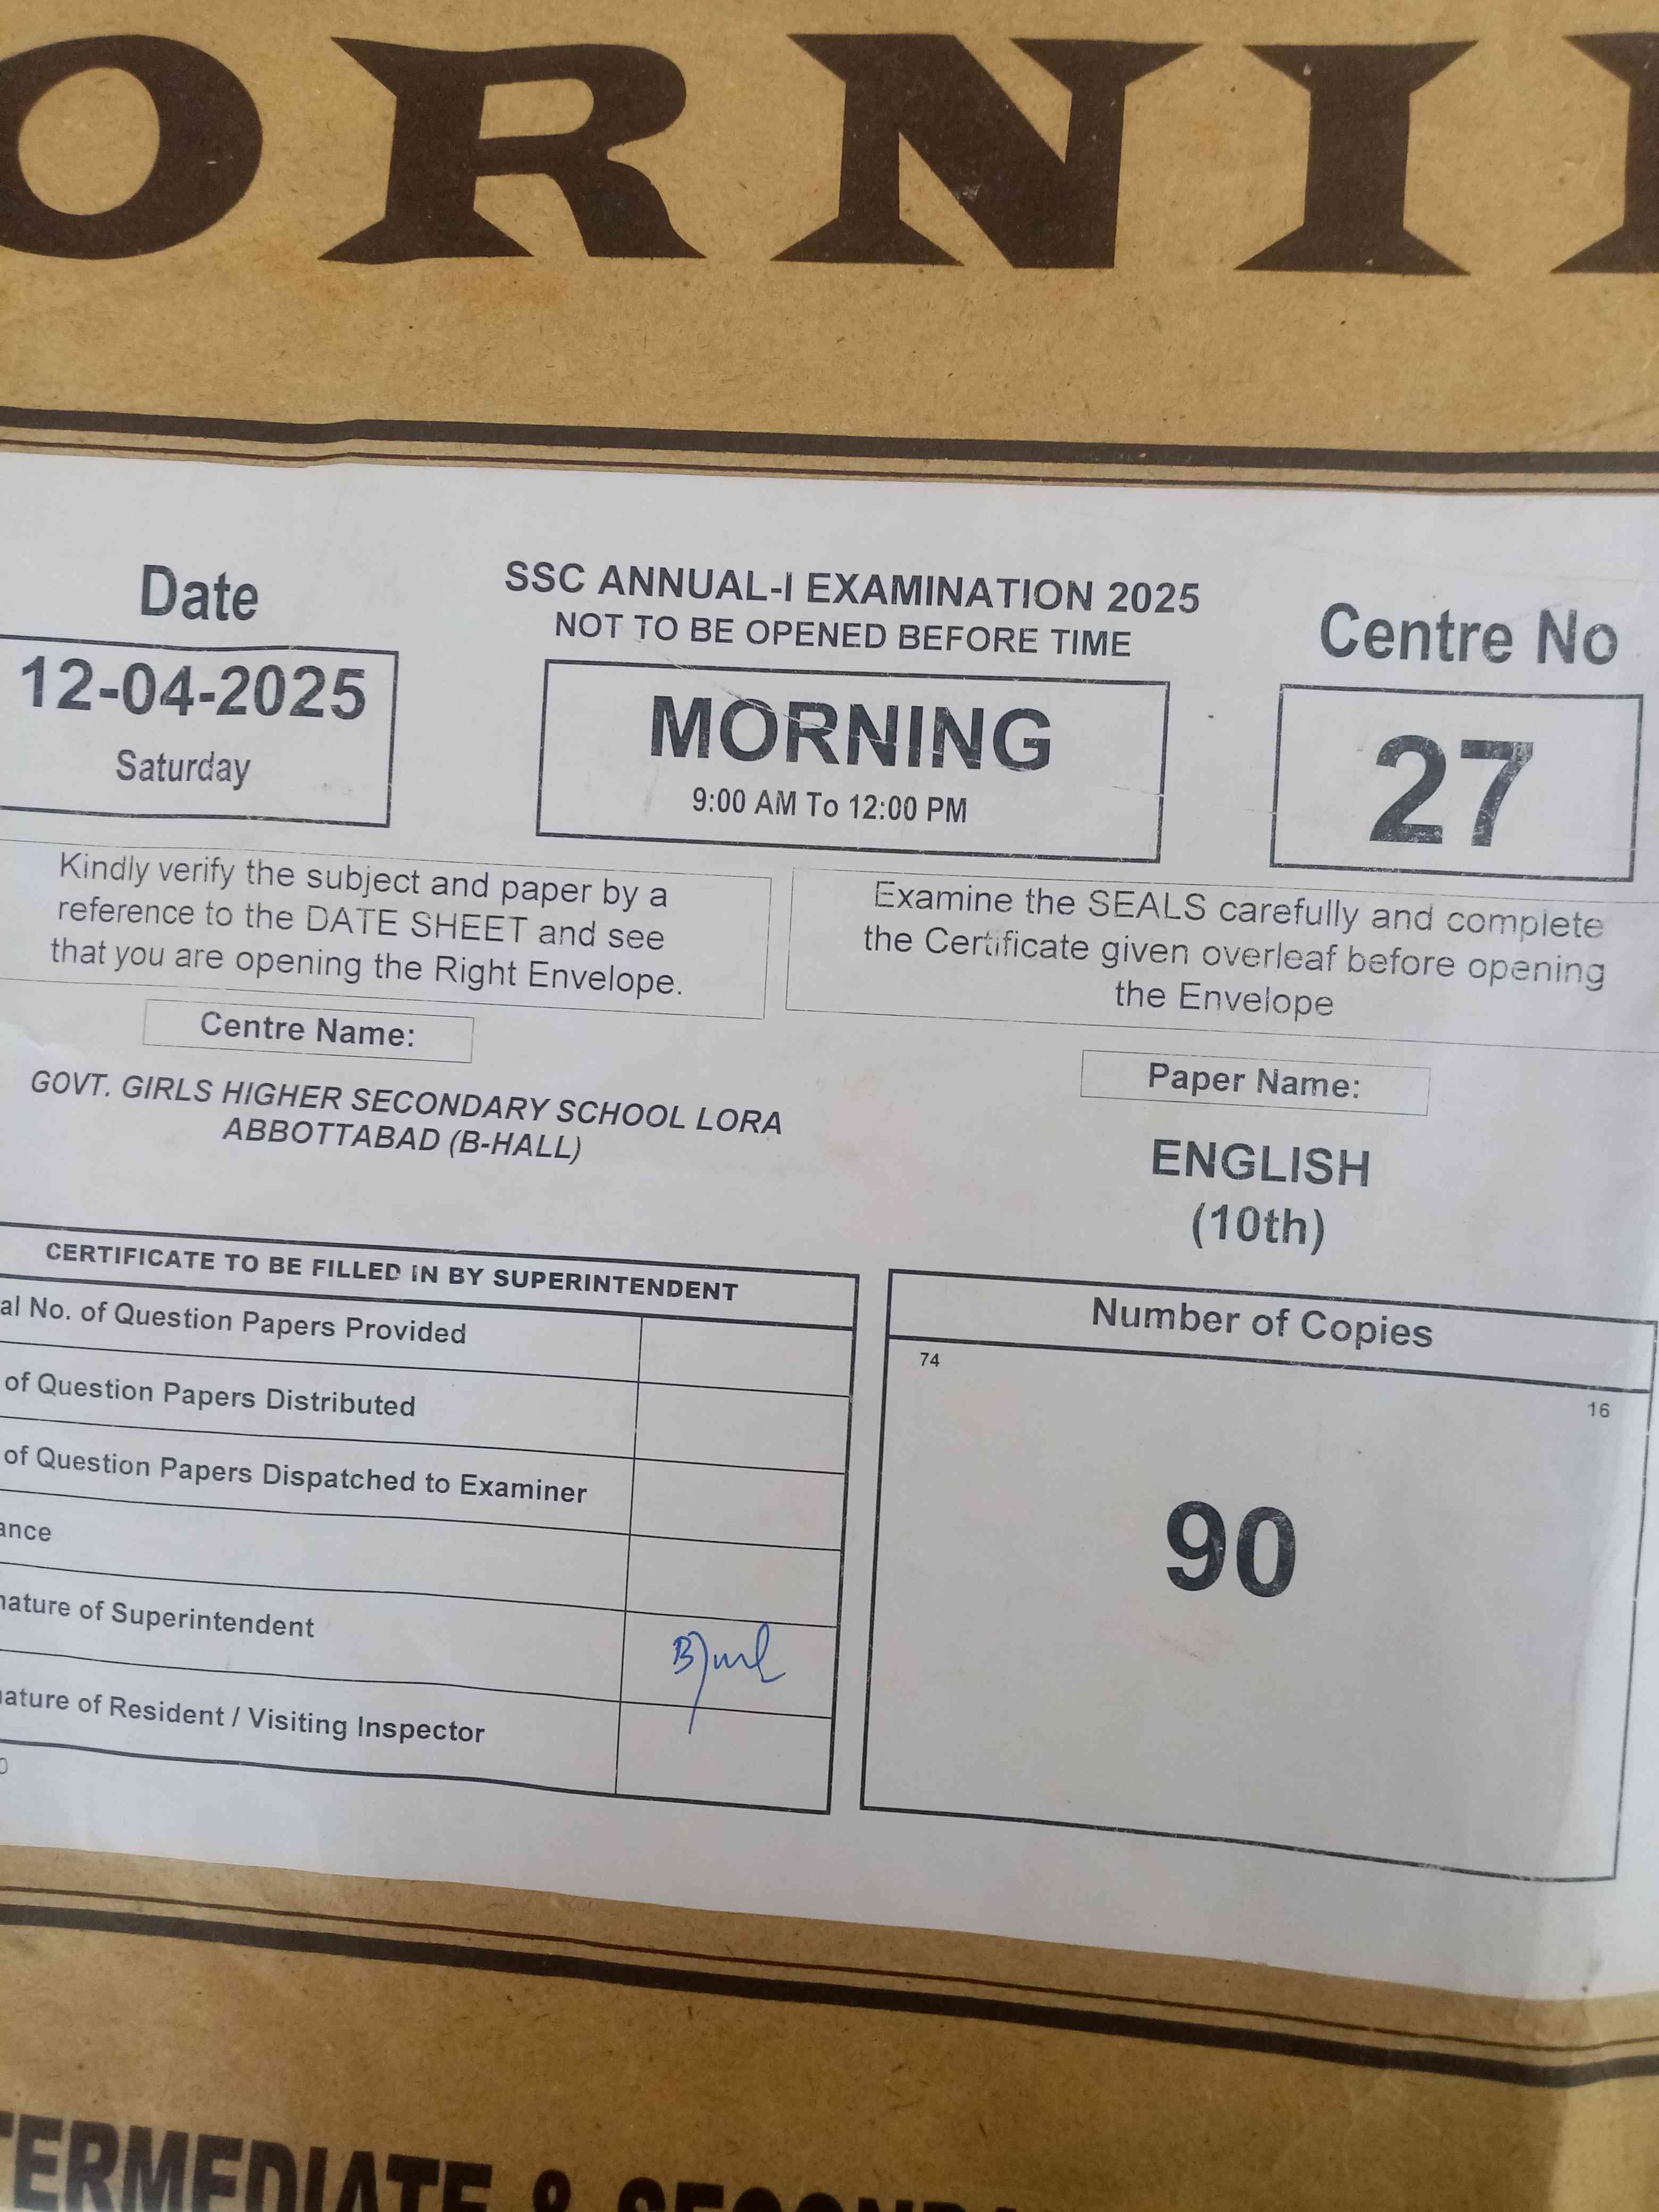 ORNI
Date
SSC ANNUAL-I EXAMINATION 2025
NOT TO BE OPENED BEFORE TIME
Centre No
12-04-2025
Saturday
MORNING
9:00 AM To 12:00 PM
27
Kindly verify the subject and paper by a
reference to the DATE SHEET and see
that you are opening the Right Envelope.
Examine the SEALS carefully and complete
the Certificate given overleaf before opening
the Envelope
Centre Name:
GOVT. GIRLS HIGHER SECONDARY SCHOOL LORA
ABBOTTABAD (B-HALL)
Paper Name:
ENGLISH
(10th)
CERTIFICATE TO BE FILLED IN BY SUPERINTENDENT
al No. of Question Papers Provided
of Question Papers Distributed
of Question Papers Dispatched to Examiner
ance
nature of Superintendent
nature of Resident / Visiting Inspector
Number of Copies
74
16
90
TERMEDIATE & SECONDA